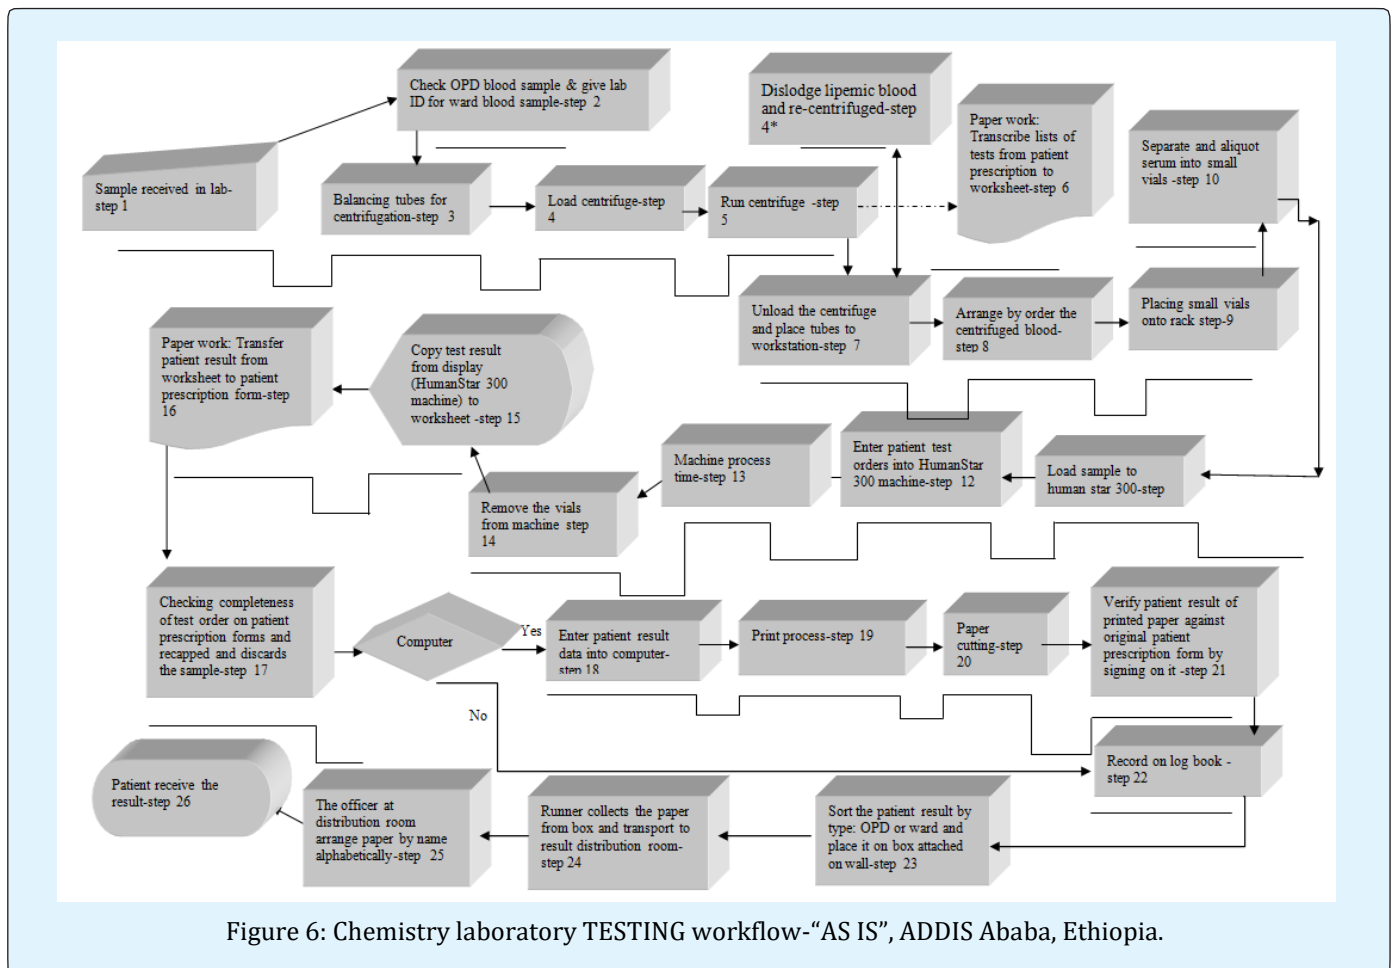 Sample received in lab-
step 1
Check OPD blood sample & give lab
ID for ward blood sample-step 2
Balancing tubes for
centrifugation-step 3
Load centrifuge-step
4
Run centrifuge -step
5
Dislodge lipemic blood
and re-centrifuged-step
4*
Paper work:
Transcribe lists of
tests from patient
prescription to
worksheet-step 6
Unload the centrifuge
and place tubes to
workstation-step 7
Arrange by order the
centrifuged blood-
step 8
Placing small vials
onto rack step-9
Separate and aliquot
serum into small
vials -step 10
Load sample to
human star 300-step
Enter patient test
orders into HumanStar
300 machine-step 12
Machine process
time-step 13
Remove the vials
from machine step
14
Copy test result
from display
(HumanStar 300
machine) to
worksheet -step 15
Paper work: Transfer
patient result from
worksheet to patient
prescription form-step
16
Checking completeness
of test order on patient
prescription forms and
recapped and discards
the sample-step 17
Computer
Yes
No
Enter patient result
data into computer-
step 18
Print process-step 19
Paper
cutting-step
20
Verify patient result of
printed paper against
original patient
prescription form by
signing on it -step 21
Record on log book -
step 22
Sort the patient result by
type: OPD or ward and
place it on box attached
on wall-step 23
Runner collects the paper
from box and transport to
result distribution room-
step 24
The officer at
distribution room
arrange paper by name
alphabetically-step 25
Patient receive the
result-step 26
Figure 6: Chemistry laboratory TESTING workflow-“AS IS”, ADDIS Ababa, Ethiopia.